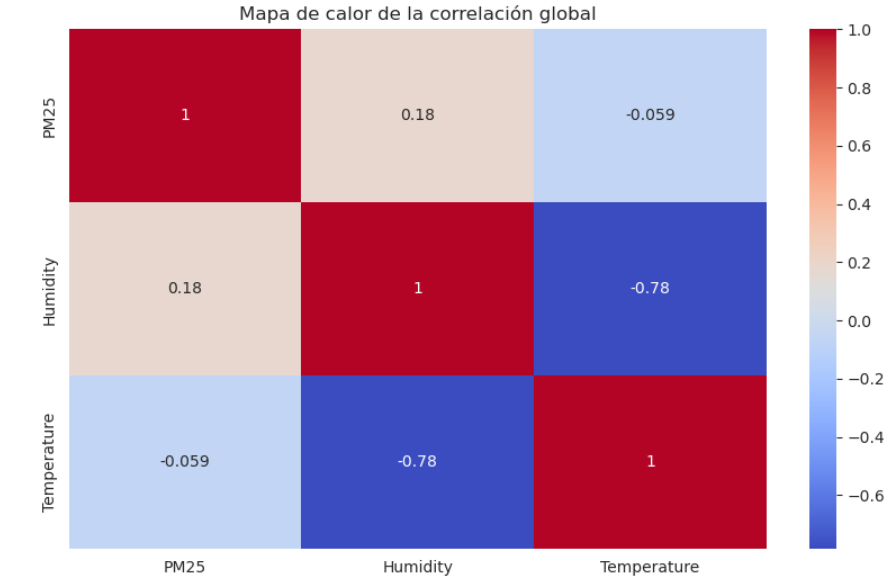 Mapa de calor de la correlación global
PM25
1
0.18
-0.059
Humidity
0.18
1
-0.78
Temperature
-0.059
-0.78
1
PM25
Humidity
Temperature
1.0
0.8
0.6
0.4
0.2
0.0
−0.2
−0.4
−0.6